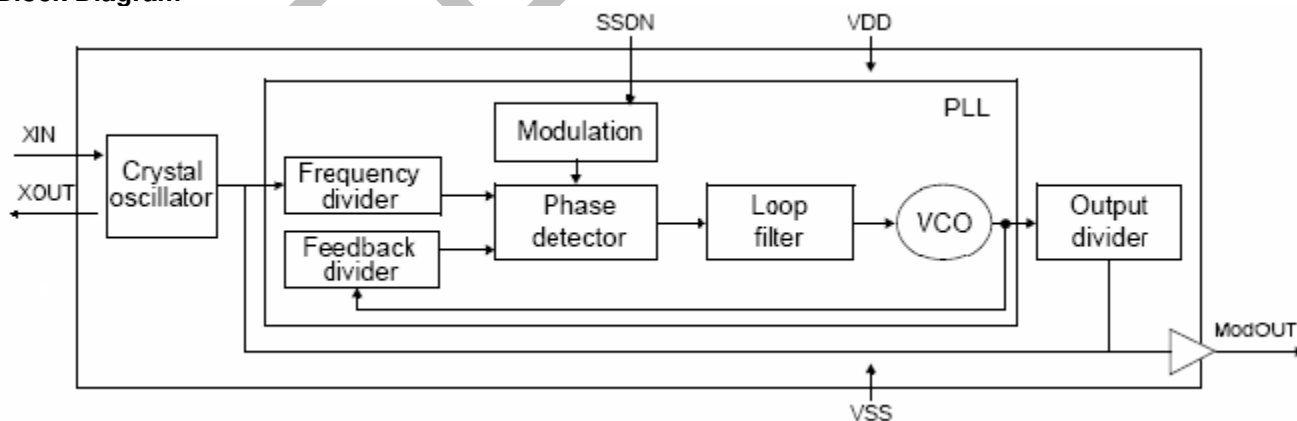 Block Diagram
SSDN
VDD
PLL
XIN
XOUT
Crystal
oscillator
Modulation
Frequency
divider
Feedback
divider
Phase
detector
Loop
filter
VCO
Output
divider
ModOUT
VSS